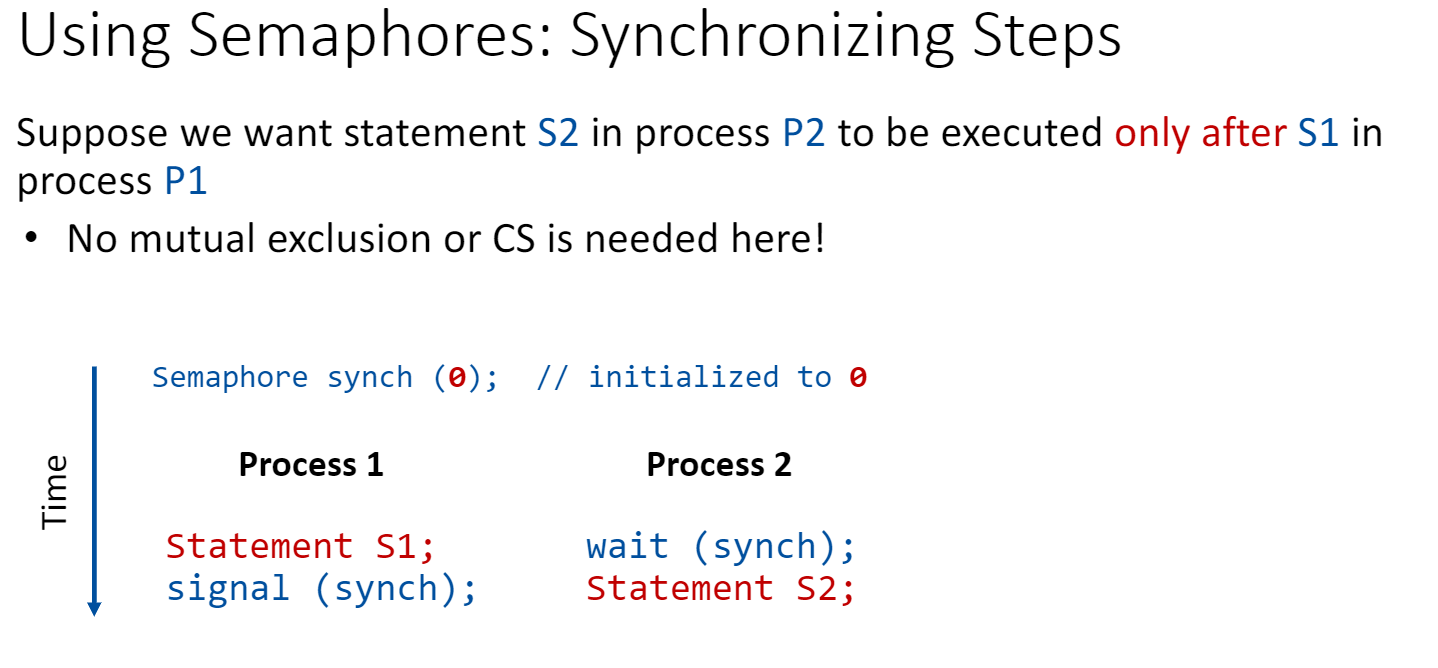 Using Semaphores: Synchronizing Steps
Suppose we want statement S2 in process P2 to be executed only after S1 in
process P1
• No mutual exclusion or CS is needed here!
Semaphore synch (0);  // initialized to 0
Time
Process 1
Statement S1;
signal (synch);
Process 2
wait (synch);
Statement S2;